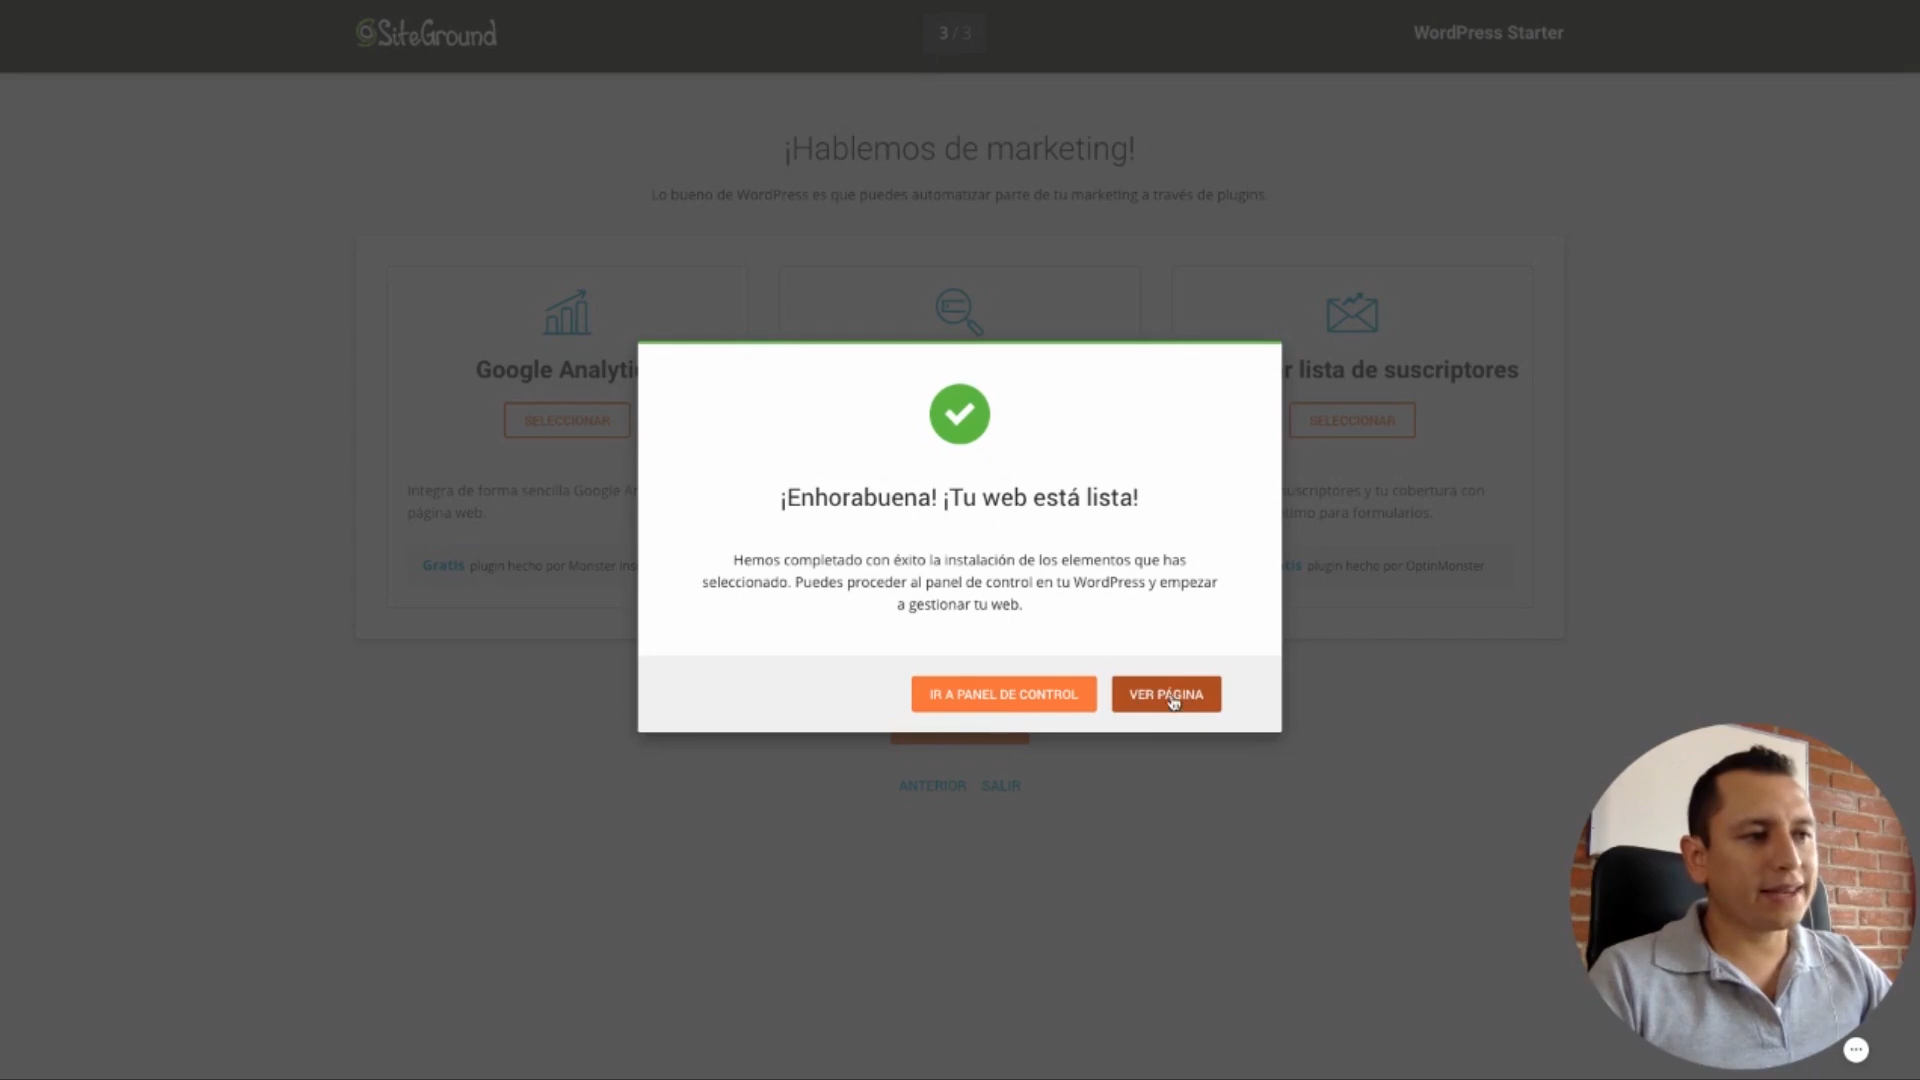 SiteGround
3 / 3
WordPress Starter
¡Hablemos de marketing!
Lo bueno de WordPress es que puedes automatizar parte de tu marketing a través de plugins.
Google Analyti
r lista de suscriptores
SELECCIONAR
SELECCIONAR
Integra de forma sencilla Google An
página web.
uscriptores y tu cobertura con
timo para formularios.
Gratis plugin hecho por Monster ins
tis plugin hecho por OptinMonster
¡Enhorabuena! ¡Tu web está lista!
Hemos completado con éxito la instalación de los elementos que has
seleccionado. Puedes proceder al panel de control en tu WordPress y empezar
a gestionar tu web.
IR A PANEL DE CONTROL
VER PÁGINA
ANTERIOR SALIR